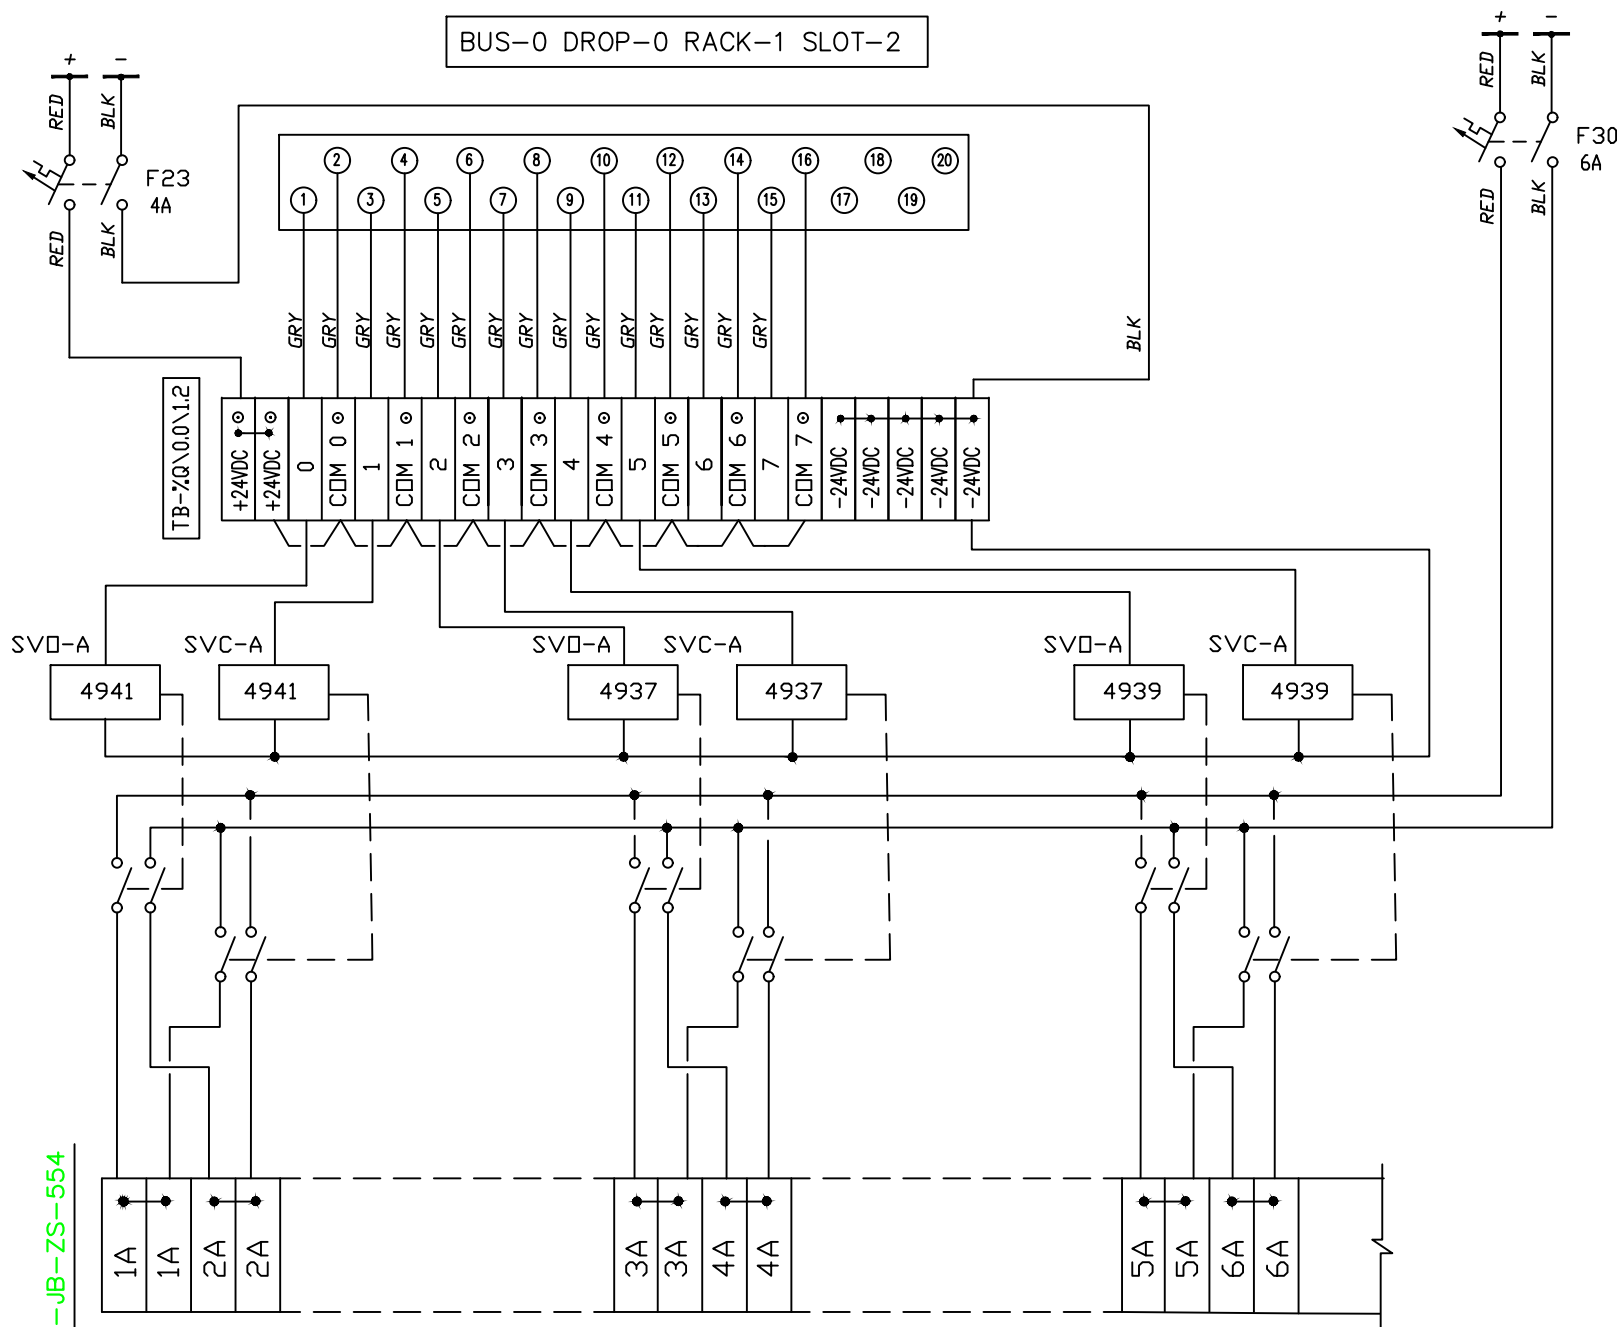 BUS-0 DROP-0 RACK-1 SLOT-2
+ -
RED BLK
F23
4A
RED BLK
+ -
RED BLK
F30
6A
RED BLK
2 4 6 8 10 12 14 16 18 20
1 3 5 7 9 11 13 15 17 19
GRY GRY GRY GRY GRY GRY GRY GRY GRY GRY GRY GRY GRY GRY GRY
BLK
TB-%Q\0.0\1.2
+24VDC +24VDC 0 COM 0 1 COM 1 2 COM 2 3 COM 3 4 COM 4 5 COM 5 6 COM 6 7 COM 7 -24VDC -24VDC -24VDC -24VDC -24VDC
SVO-A SVC-A SVO-A SVC-A SVO-A SVC-A
4941 4941 4937 4937 4939 4939
-JB-ZS-554
1A 1A 2A 2A 3A 3A 4A 4A 5A 5A 6A 6A